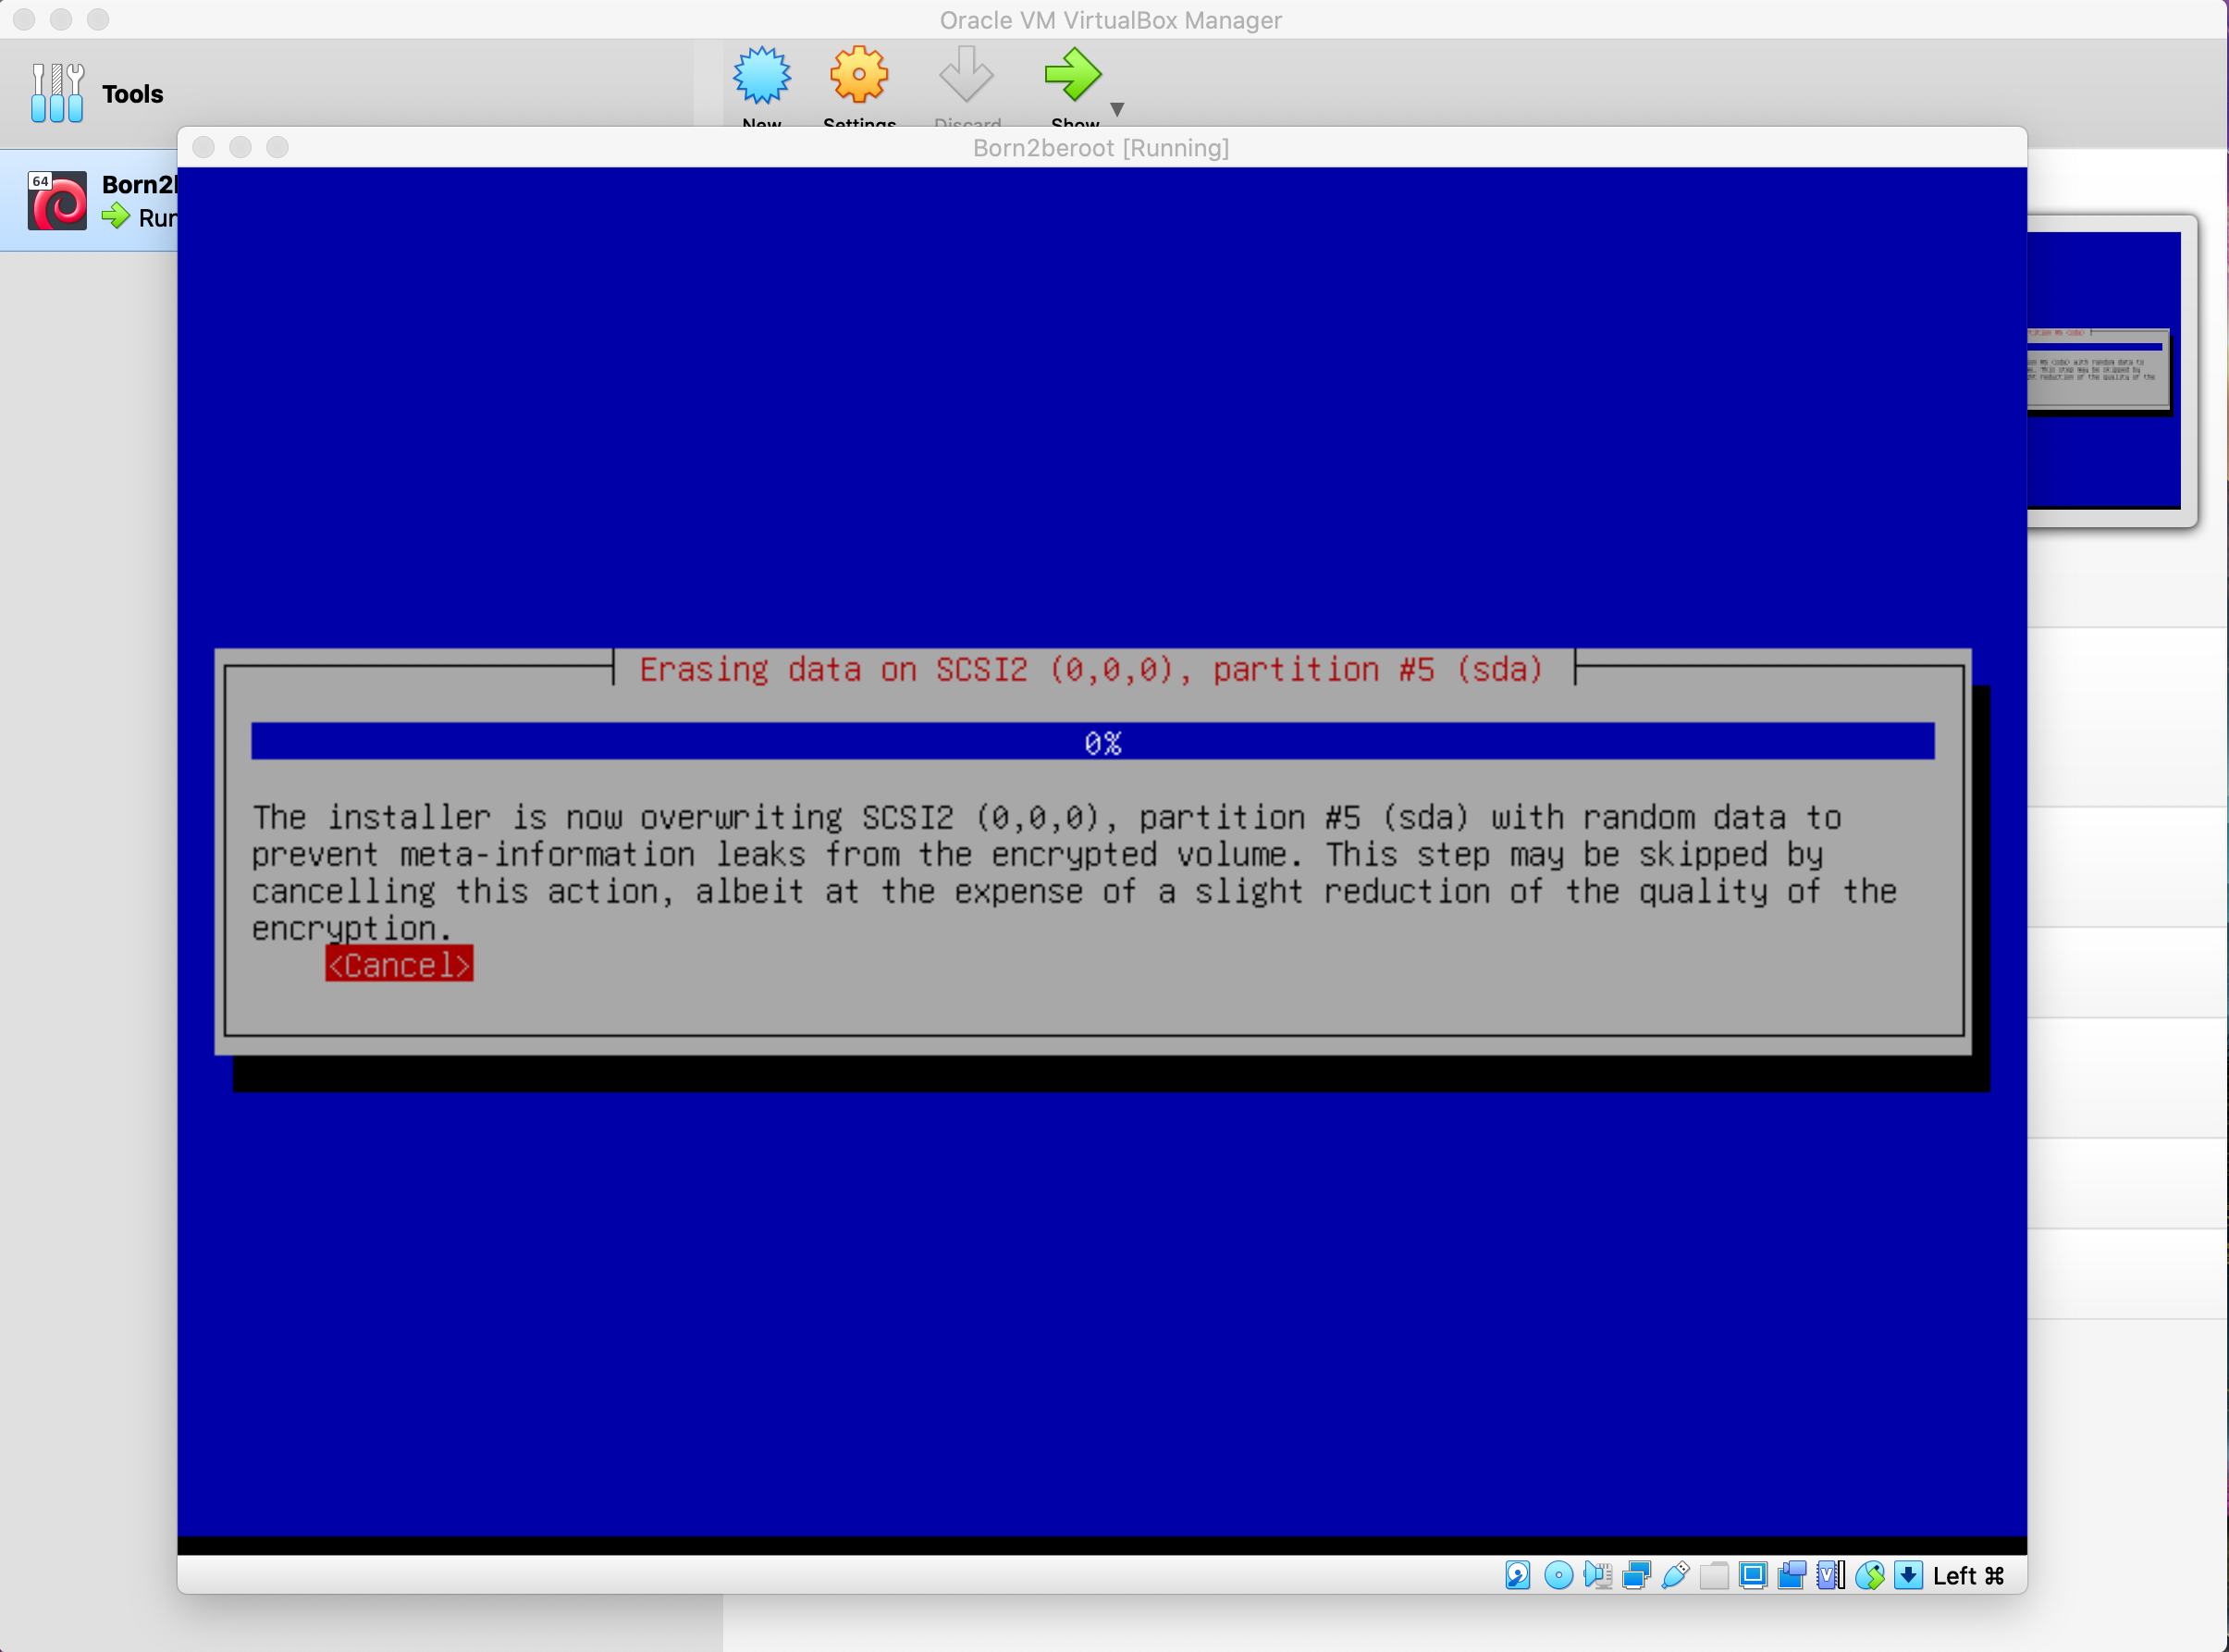 Oracle VM VirtualBox Manager
Tools
New
Settings
Discard
Show
Born2beroot [Running]
64
Born2
Run
Erasing data on SCSI2 (0,0,0), partition #5 (sda)
0%
The installer is now overwriting SCSI2 (0,0,0), partition #5 (sda) with random data to
prevent meta-information leaks from the encrypted volume. This step may be skipped by
cancelling this action, albeit at the expense of a slight reduction of the quality of the
encryption.
<Cancel>
Left ⌘